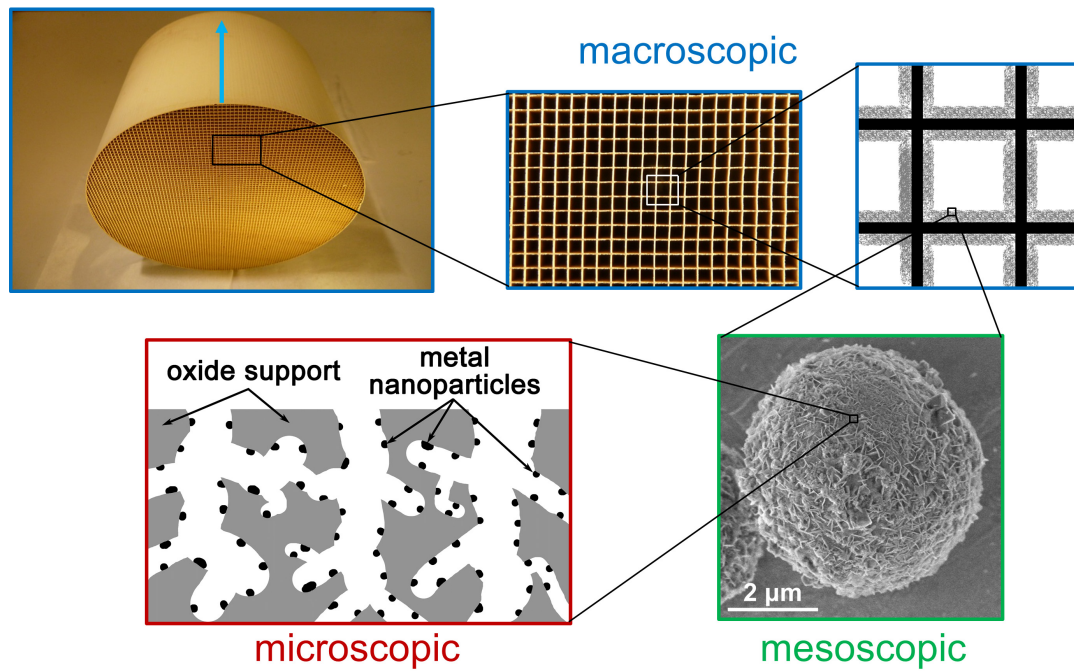 macroscopic
oxide support
metal
nanoparticles
2 µm
microscopic
mesoscopic